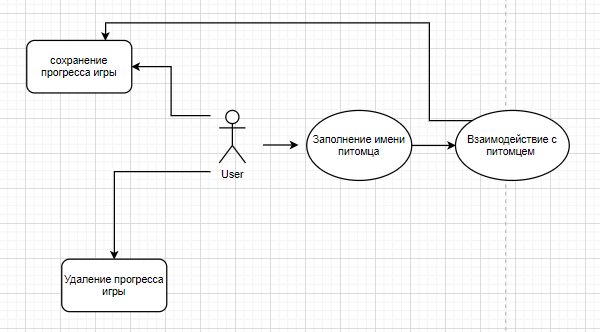 сохранение
прогресса игры
Заполнение имени
питомца
Взаимодействие с
питомцем
User
Удаление прогресса
игры